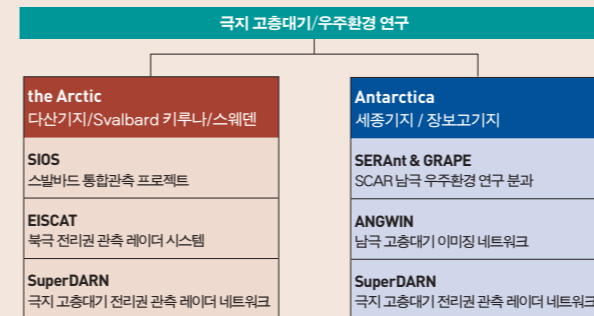 극지 고층대기/우주환경 연구
the Arctic
다산기지/Svalbard 키루나/스웨덴
SIOS
스발바드 통합관측 프로젝트
EISCAT
북극 전리권 관측 레이더 시스템
SuperDARN
극지 고층대기 전리권 관측 레이더 네트워크
Antarctica
세종기지 / 장보고기지
SERAnt & GRAPE
SCAR 남극 우주환경 연구 분과
ANGWIN
남극 고층대기 이미징 네트워크
SuperDARN
극지 고층대기 전리권 관측 레이더 네트워크